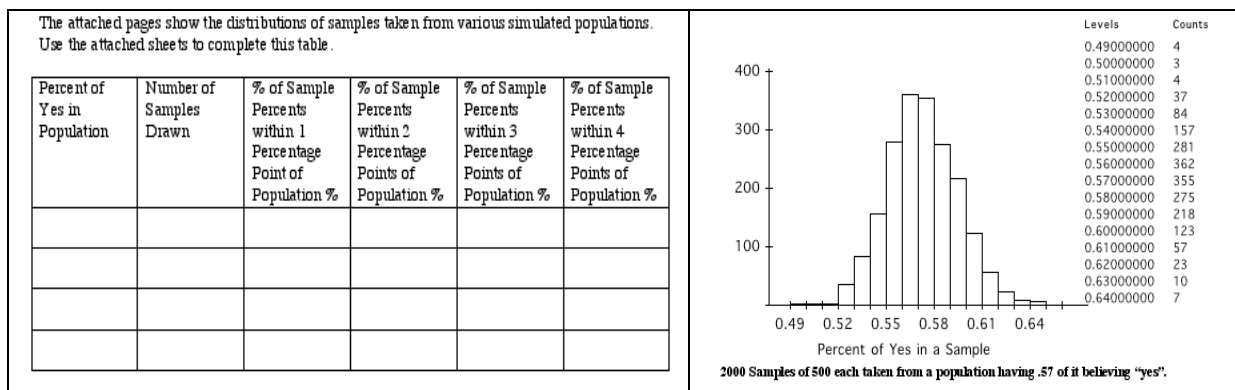 The attached pages show the distributions of samples taken from various simulated populations.
Use the attached sheets to complete this table.
Percent of Yes in Population
Number of Samples Drawn
% of Sample Percents within 1 Percentage Point of Population %
% of Sample Percents within 2 Percentage Points of Population %
% of Sample Percents within 3 Percentage Points of Population %
% of Sample Percents within 4 Percentage Points of Population %
Levels Counts
0.49000000 4
0.50000000 3
0.51000000 4
0.52000000 37
0.53000000 84
0.54000000 157
0.55000000 281
0.56000000 362
0.57000000 355
0.58000000 275
0.59000000 218
0.60000000 123
0.61000000 57
0.62000000 23
0.63000000 10
0.64000000 7
400
300
200
100
0.49 0.52 0.55 0.58 0.61 0.64
Percent of Yes in a Sample
2000 Samples of 500 each taken from a population having .57 of it believing “yes”.